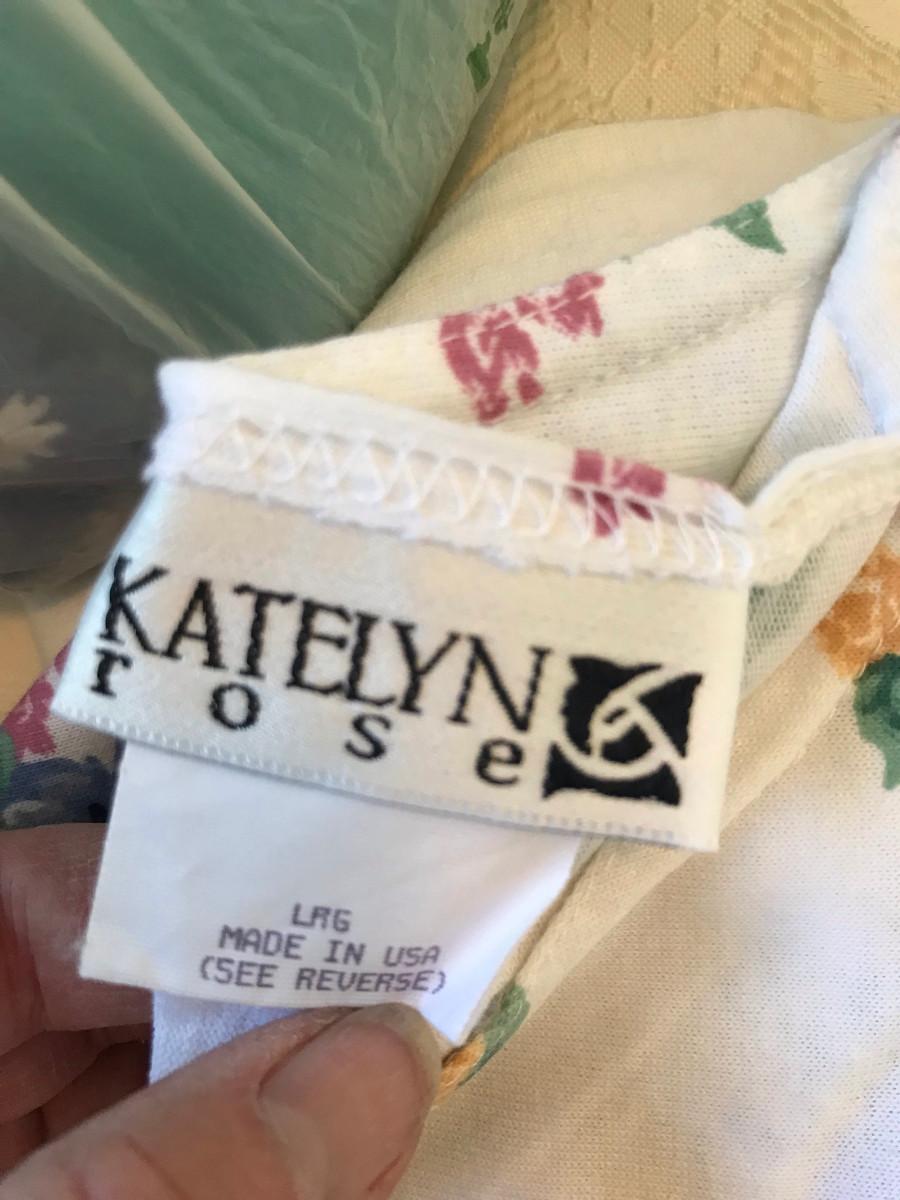 KATELYN
rose
LRG
MADE IN USA
(SEE REVERSE)